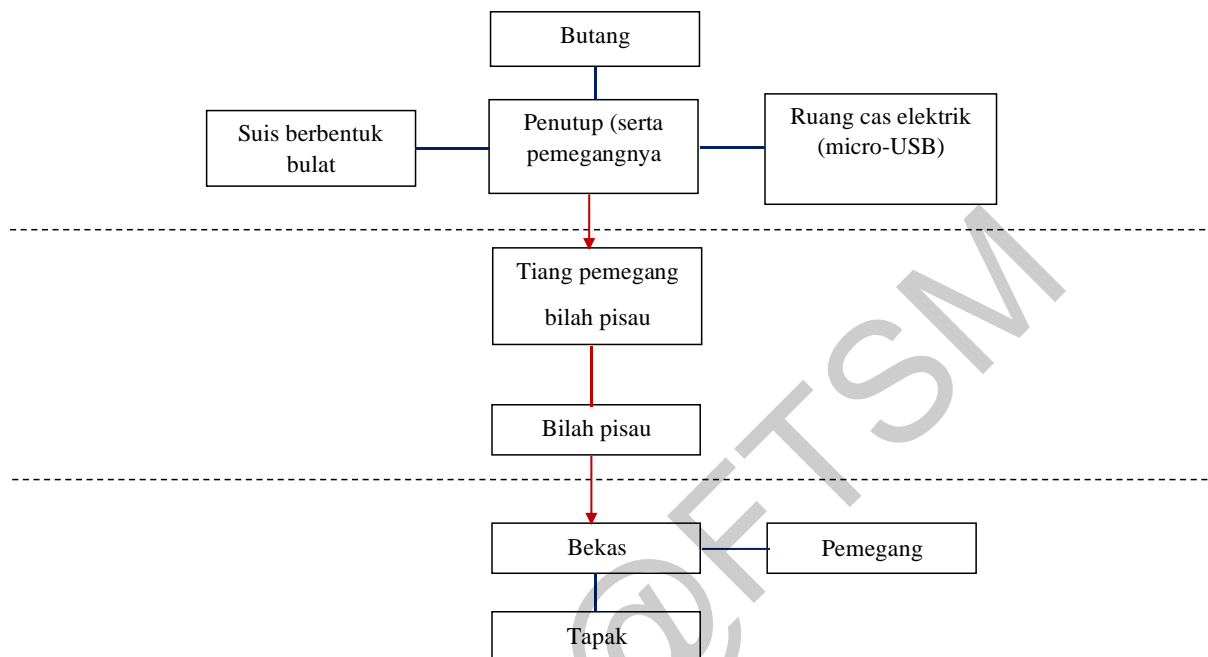 Butang
Suis berbentuk
bulat
Penutup (serta
pemegangnya
Ruang cas elektrik
(micro-USB)
Tiang pemegang
bilah pisau
Bilah pisau
Bekas
Pemegang
Tapak
@FTSM